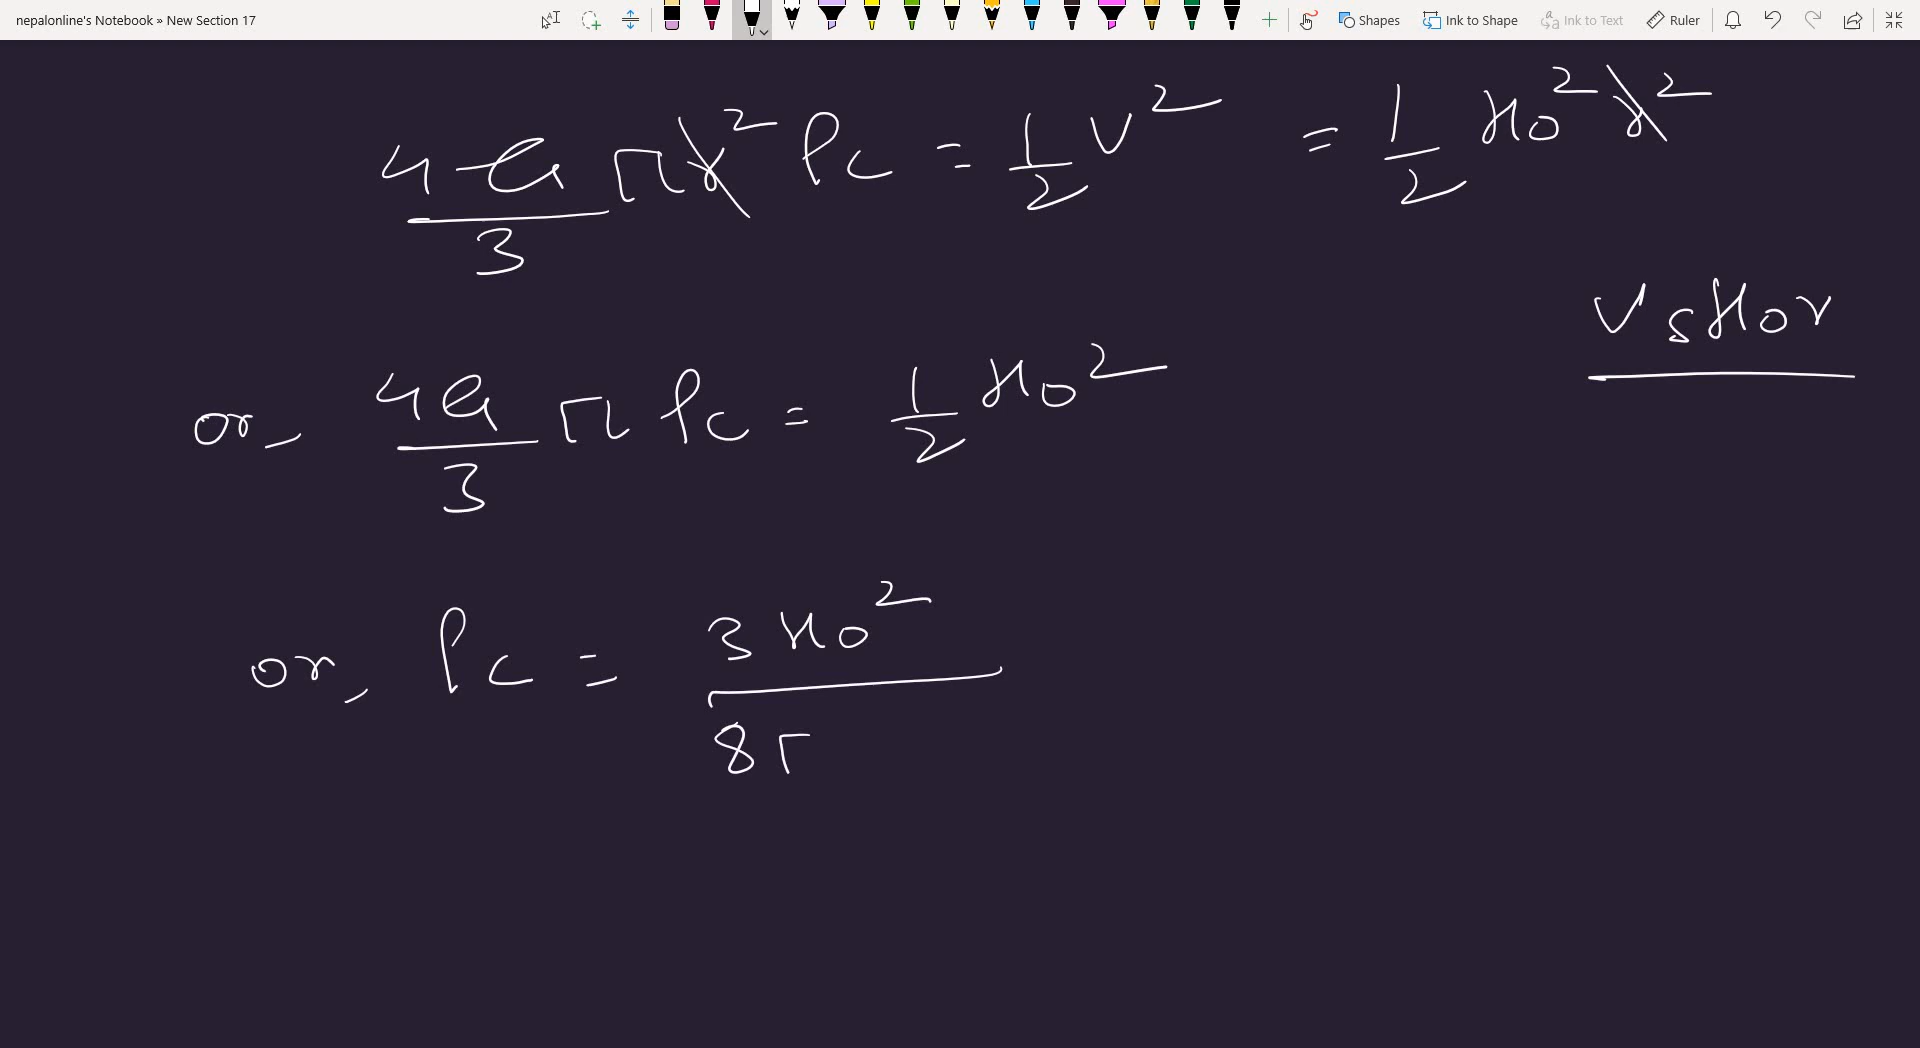 nepalonline's Notebook » New Section 17
Shapes Ink to Shape Ink to Text Ruler
4G/3 π r² ρc = 1/2 v² = 1/2 H₀² r²
v = H₀r
or, 4G/3 π ρc = 1/2 H₀²
or, ρc = 3H₀²/8π